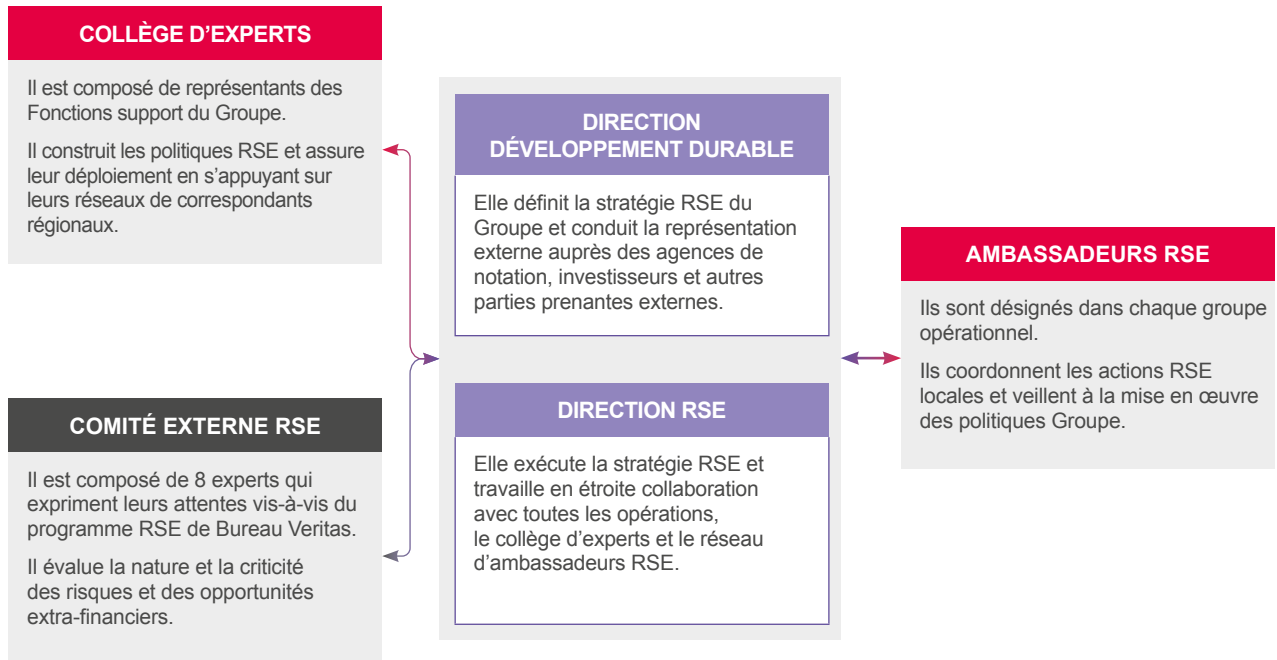 COLLÈGE D'EXPERTS
Il est composé de représentants des
Fonctions support du Groupe.
Il construit les politiques RSE et assure
leur déploiement en s'appuyant sur
leurs réseaux de correspondants
régionaux.
COMITÉ EXTERNE RSE
Il est composé de 8 experts qui
expriment leurs attentes vis-à-vis du
programme RSE de Bureau Veritas.
Il évalue la nature et la criticité
des risques et des opportunités
extra-financiers.
DIRECTION
DÉVELOPPEMENT DURABLE
Elle définit la stratégie RSE du
Groupe et conduit la représentation
externe auprès des agences de
notation, investisseurs et autres
parties prenantes externes.
DIRECTION RSE
Elle exécute la stratégie RSE et
travaille en étroite collaboration
avec toutes les opérations,
le collège d'experts et le réseau
d'ambassadeurs RSE.
AMBASSADEURS RSE
Ils sont désignés dans chaque groupe
opérationnel.
Ils coordonnent les actions RSE
locales et veillent à la mise en œuvre
des politiques Groupe.